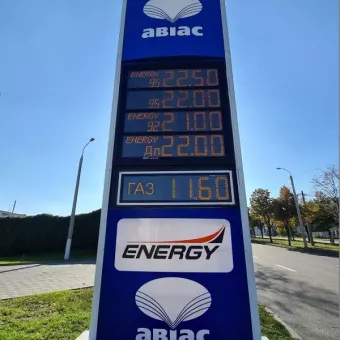 авіас
ENERGY 95 22.50
95 22.00
ENERGY 92 21.00
ENERGY Дп 22.00
ГАЗ 11.60
ENERGY
авіас